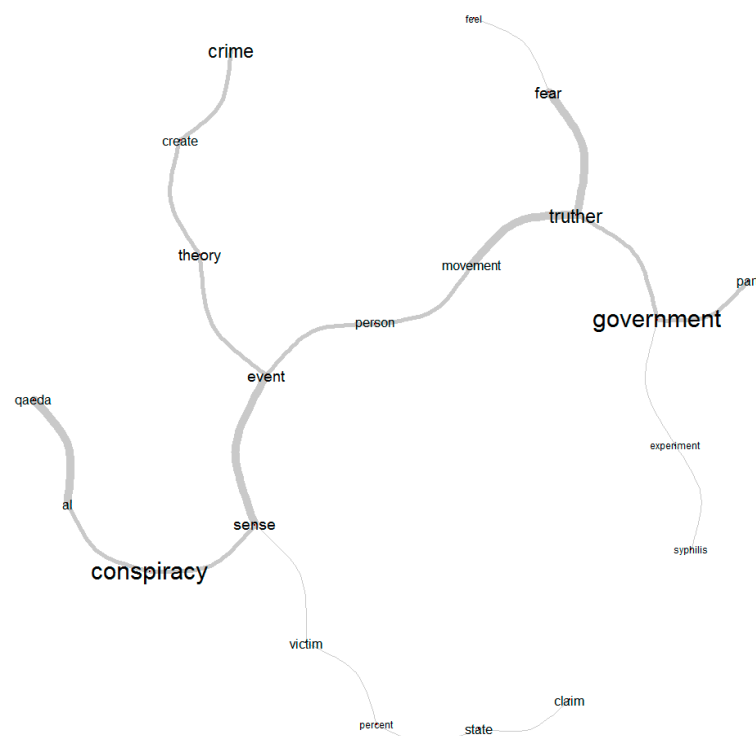 feel
crime
fear
create
truther
theory
movement
par
government
person
event
qaeda
experiment
al
sense
syphilis
conspiracy
victim
claim
percent
state